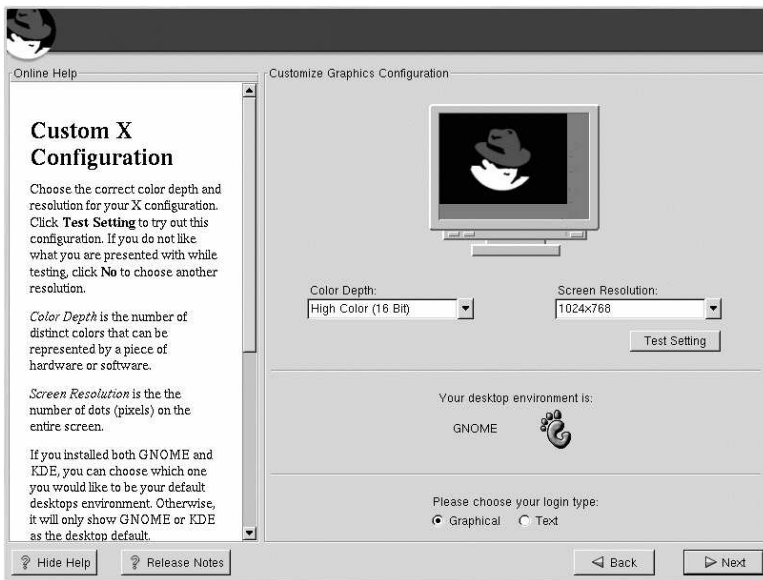 Online Help
Custom X
Configuration
Choose the correct color depth and
resolution for your X configuration.
Click Test Setting to try out this
configuration. If you do not like
what you are presented with while
testing, click No to choose another
resolution.
Color Depth is the number of
distinct colors that can be
represented by a piece of
hardware or software.
Screen Resolution is the the
number of dots (pixels) on the
entire screen.
If you installed both GNOME and
KDE, you can choose which one
you would like to be your default
desktops environment. Otherwise,
it will only show GNOME or KDE
as the desktop default.
Customize Graphics Configuration
Color Depth:
High Color (16 Bit)
Screen Resolution:
1024x768
Test Setting
Your desktop environment is:
GNOME
Please choose your login type:
Graphical
Text
Hide Help
Release Notes
Back
Next